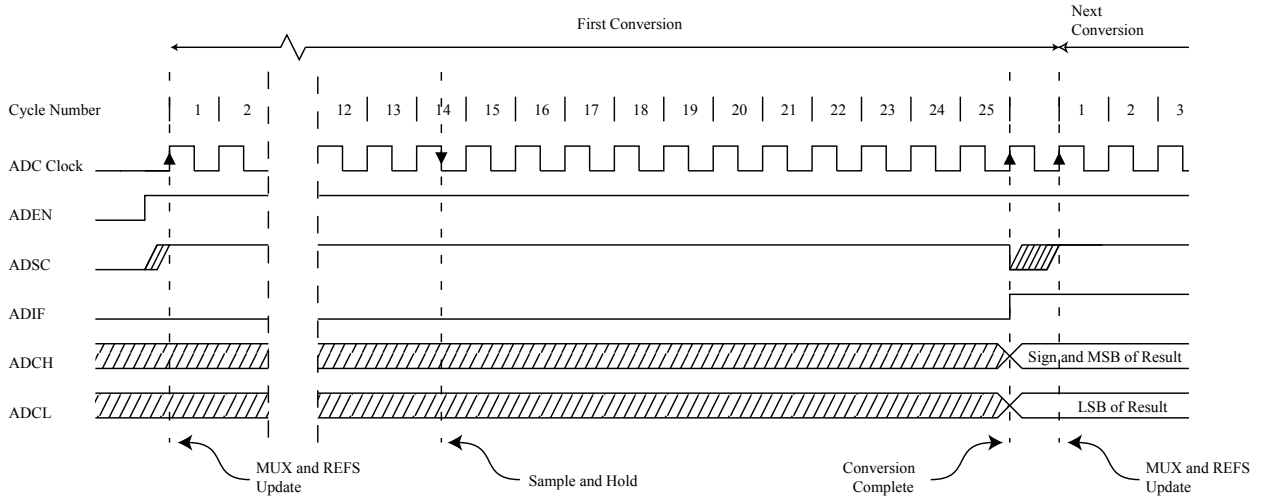 First Conversion
Next
Conversion
Cycle Number 1 2 12 13 14 15 16 17 18 19 20 21 22 23 24 25 1 2 3
ADC Clock
ADEN
ADSC
ADIF
ADCH Sign and MSB of Result
ADCL LSB of Result
MUX and REFS
Update
Sample and Hold
Conversion
Complete
MUX and REFS
Update